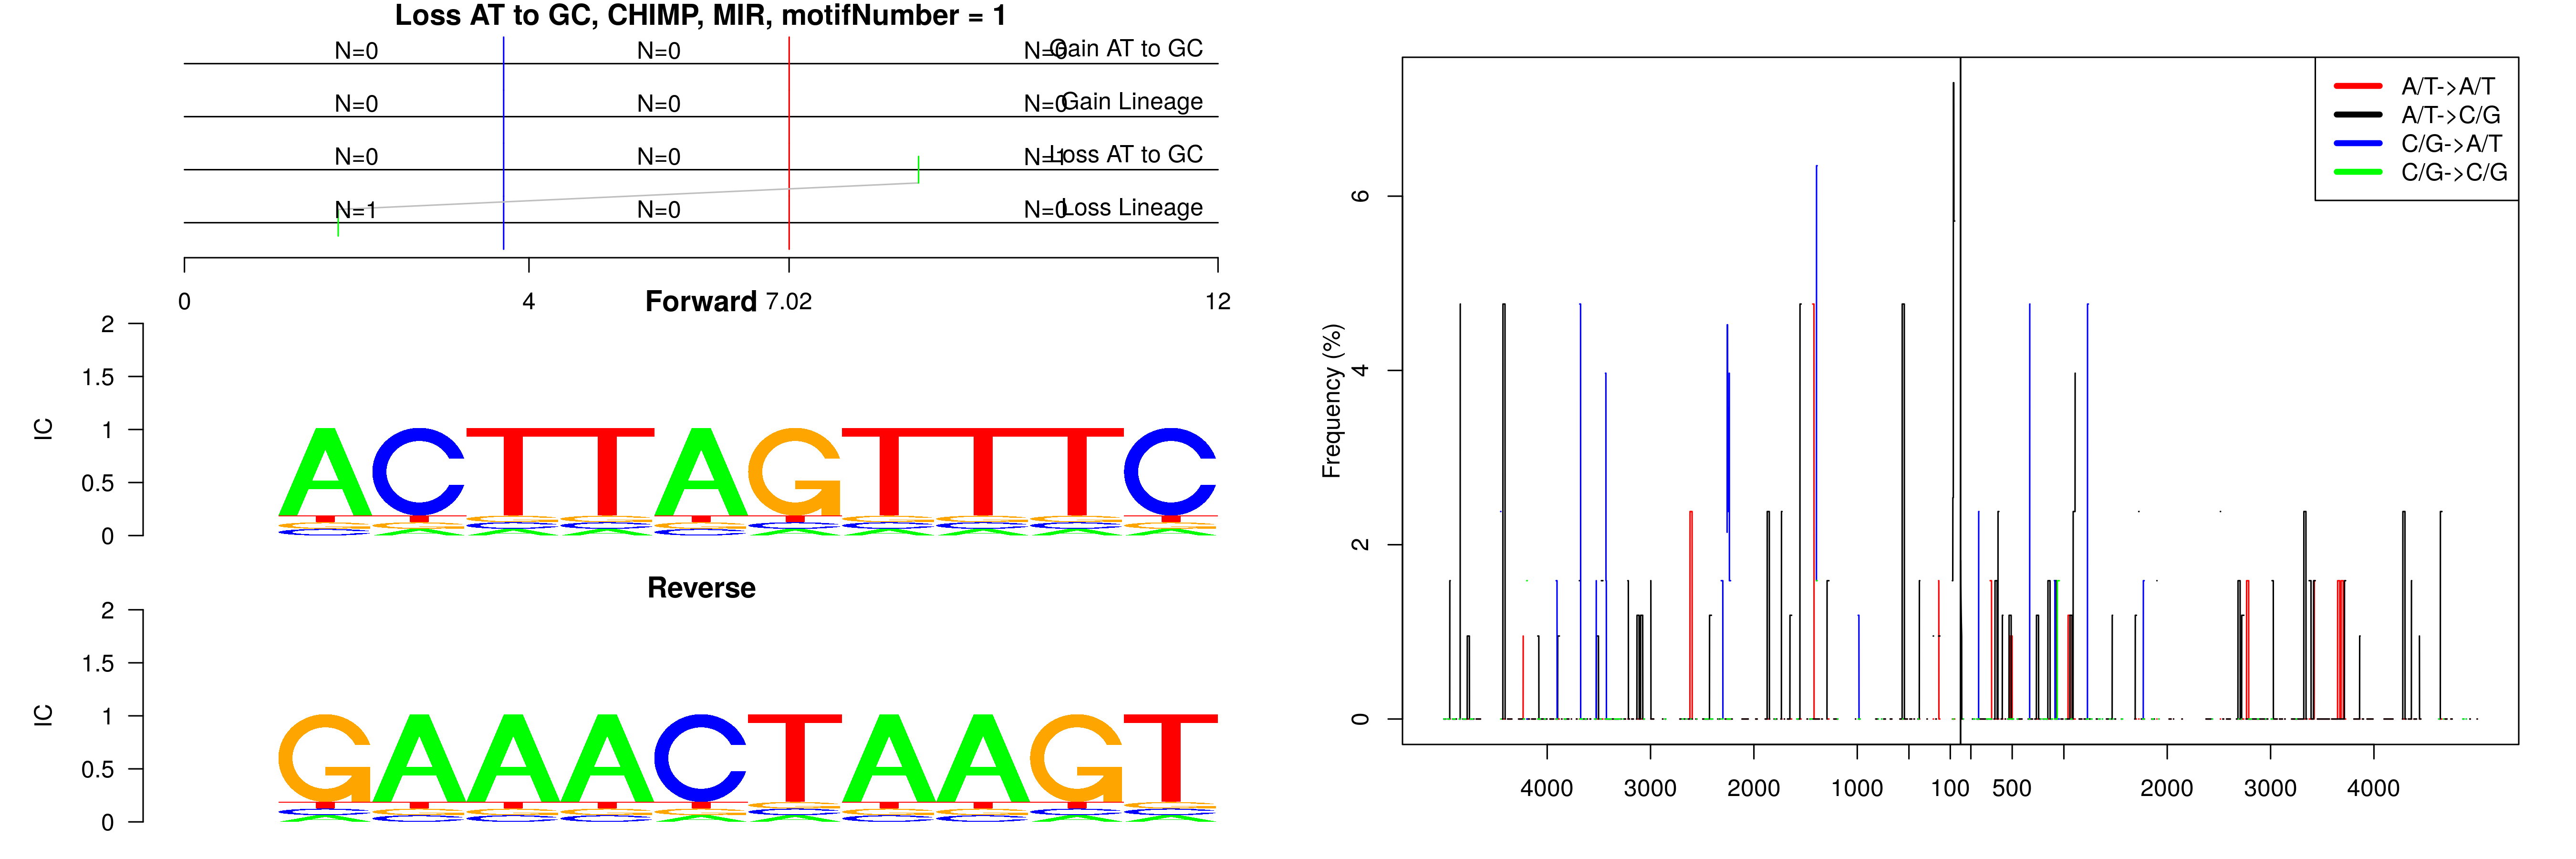 Loss AT to GC, CHIMP, MIR, motifNumber = 1
N=0 N=0 N=0 Gain AT to GC
N=0 N=0 N=0 Gain Lineage
N=0 N=0 N=1 Loss AT to GC
N=1 N=0 N=0 Loss Lineage
0 4 7.02 12
Forward
2
1.5
1
0.5
0
IC
ACTTAGTTTC
Reverse
2
1.5
1
0.5
0
IC
GAAACTAAGT
A/T->A/T
A/T->C/G
C/G->A/T
C/G->C/G
Frequency (%)
6
4
2
0
4000 3000 2000 1000 100 500 2000 3000 4000